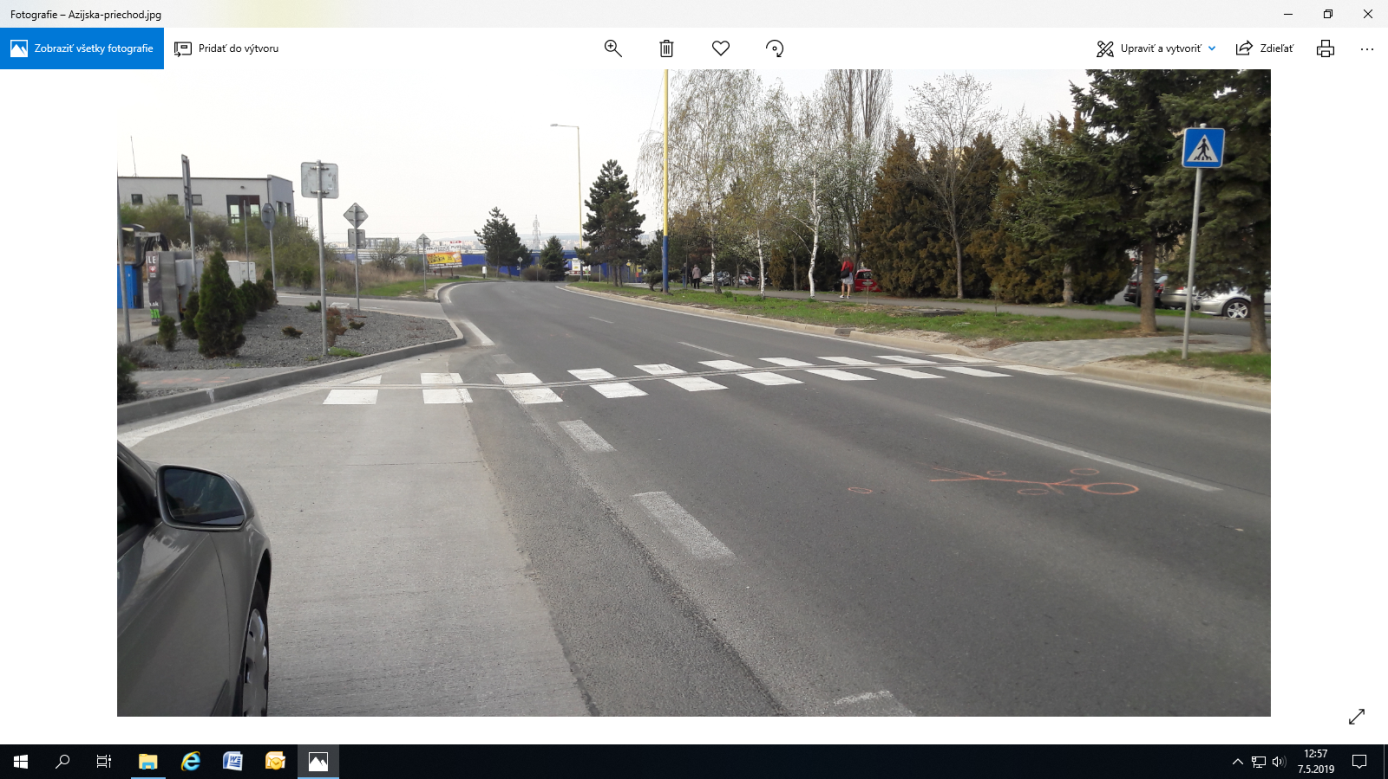 Fotografie – Azijska-priechod.jpg
Zobraziť všetky fotografie
Pridať do výtvoru
Upraviť a vytvoriť
Zdieľať
12:57
7.5.2019